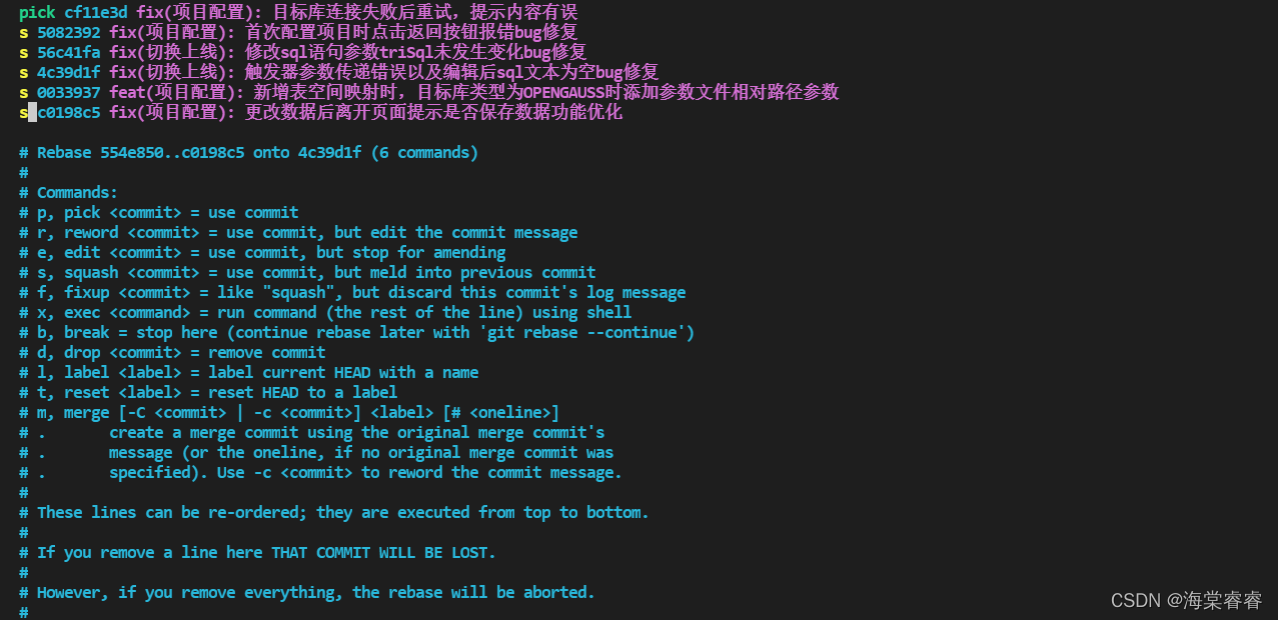 pick cf11e3d fix(项目配置): 目标库连接失败后重试，提示内容有误
s 5082392 fix(项目配置): 首次配置项目时点击返回按钮报错bug修复
s 56c41fa fix(切换上线): 修改sql语句参数triSql未发生变化bug修复
s 4c39d1f fix(切换上线): 触发器参数传递错误以及编辑后sql文本为空bug修复
s 0033937 feat(项目配置): 新增表空间映射时，目标库类型为OPENGAUSS时添加参数文件相对路径参数
s c0198c5 fix(项目配置): 更改数据后离开页面提示是否保存数据功能优化
# Rebase 554e850..c0198c5 onto 4c39d1f (6 commands)
#
# Commands:
# p, pick <commit> = use commit
# r, reword <commit> = use commit, but edit the commit message
# e, edit <commit> = use commit, but stop for amending
# s, squash <commit> = use commit, but meld into previous commit
# f, fixup <commit> = like "squash", but discard this commit's log message
# x, exec <command> = run command (the rest of the line) using shell
# b, break = stop here (continue rebase later with 'git rebase --continue')
# d, drop <commit> = remove commit
# l, label <label> = label current HEAD with a name
# t, reset <label> = reset HEAD to a label
# m, merge [-C <commit> | -c <commit>] <label> [# <oneline>]
# .       create a merge commit using the original merge commit's
# .       message (or the oneline, if no original merge commit was
# .       specified). Use -c <commit> to reword the commit message.
#
# These lines can be re-ordered; they are executed from top to bottom.
#
# If you remove a line here THAT COMMIT WILL BE LOST.
#
# However, if you remove everything, the rebase will be aborted.
#
CSDN @海棠睿睿